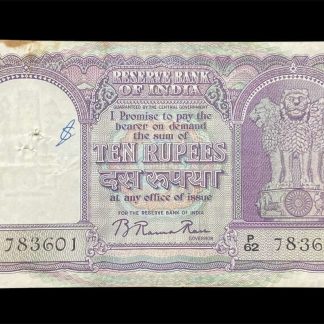 RESERVE BANK
OF INDIA
GUARANTEED BY THE CENTRAL GOVERNMENT
I Promise to pay the
bearer on demand
the sum of
TEN RUPEES
दस रूपया
at any office of issue
FOR THE RESERVE BANK OF INDIA
B Rama Rau
GOVERNOR
783601
P/62 7836